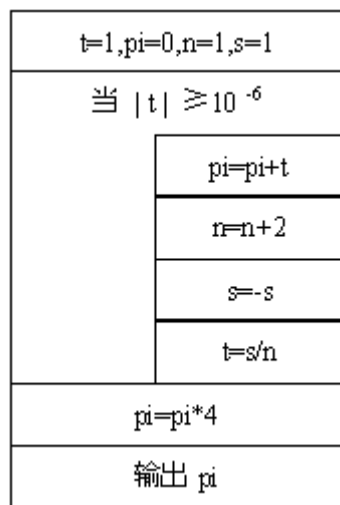 t=1,pi=0,n=1,s=1
当 | t | ≥10 -6
pi=pi+t
n=n+2
s=-s
t=s/n
pi=pi*4
输出 pi